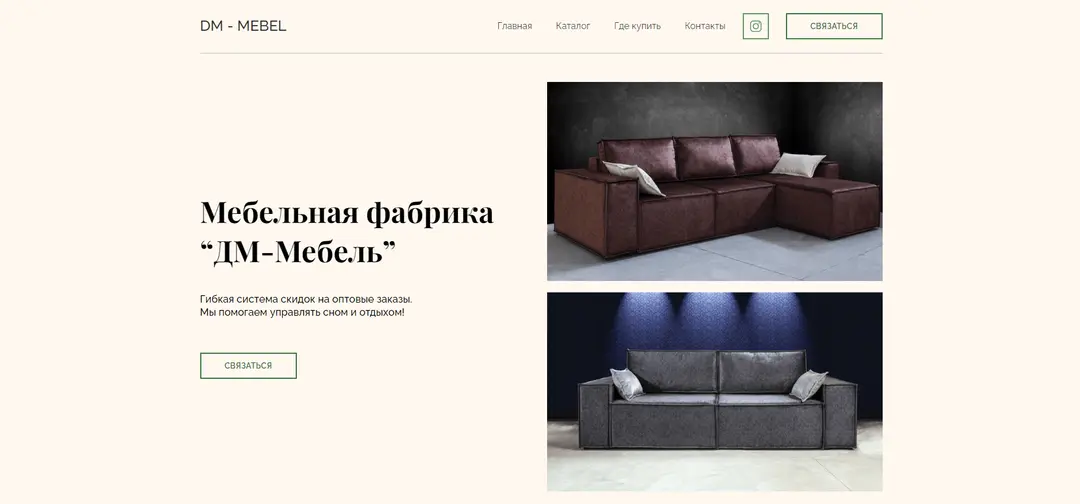 DM - MEBEL
Главная
Каталог
Где купить
Контакты
СВЯЗАТЬСЯ
Мебельная фабрика
“ДМ-Мебель”
Гибкая система скидок на оптовые заказы.
Мы помогаем управлять сном и отдыхом!
СВЯЗАТЬСЯ